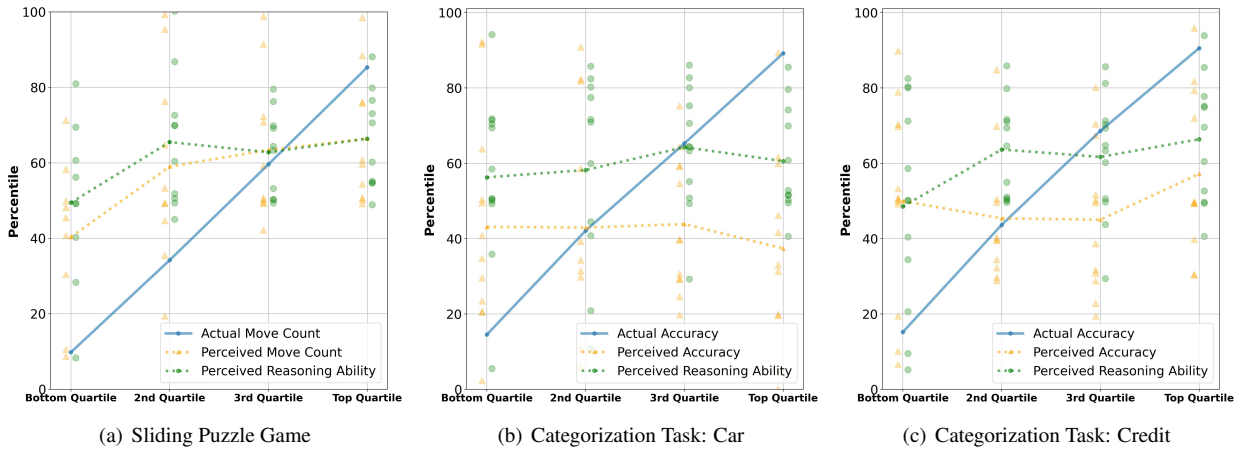 100
80
60
40
20
0
Percentile
Actual Move Count
Perceived Move Count
Perceived Reasoning Ability
Bottom Quartile 2nd Quartile 3rd Quartile Top Quartile
(a) Sliding Puzzle Game
100
80
60
40
20
0
Percentile
Actual Accuracy
Perceived Accuracy
Perceived Reasoning Ability
Bottom Quartile 2nd Quartile 3rd Quartile Top Quartile
(b) Categorization Task: Car
100
80
60
40
20
0
Percentile
Actual Accuracy
Perceived Accuracy
Perceived Reasoning Ability
Bottom Quartile 2nd Quartile 3rd Quartile Top Quartile
(c) Categorization Task: Credit